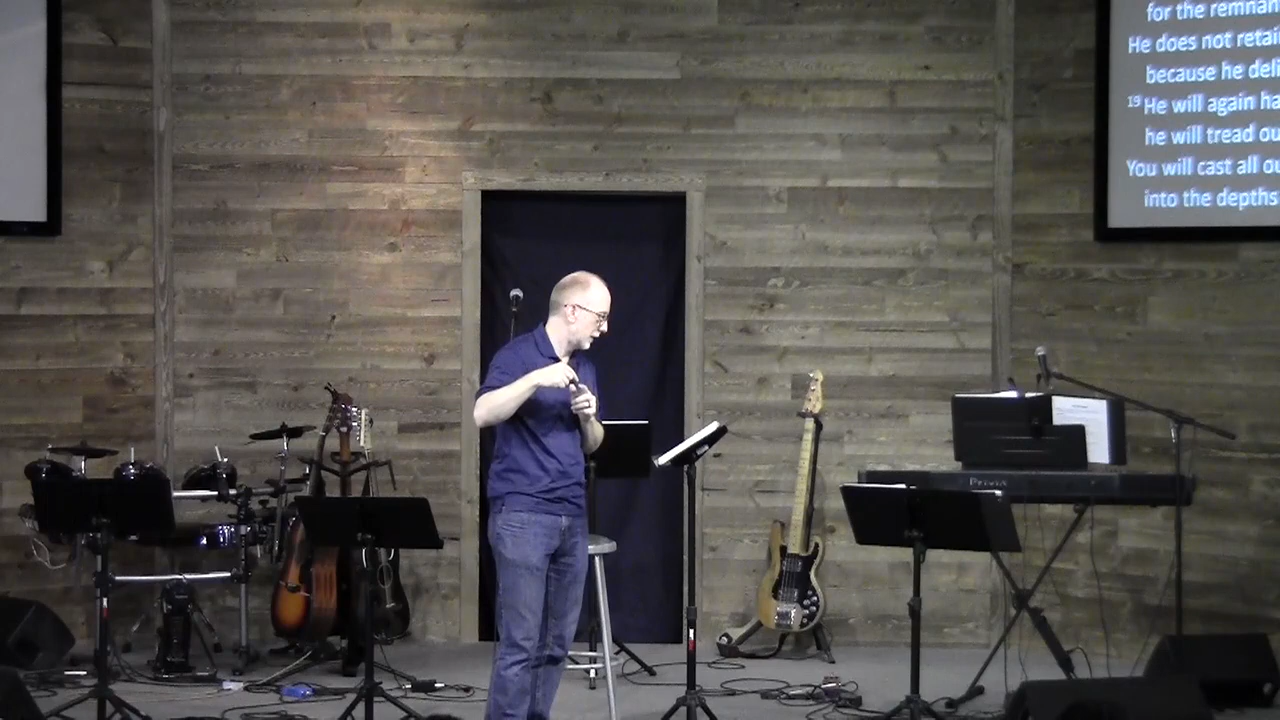 for the remnan
He does not retai
because he deli
19 He will again ha
he will tread ou
You will cast all ou
into the depths
Privia